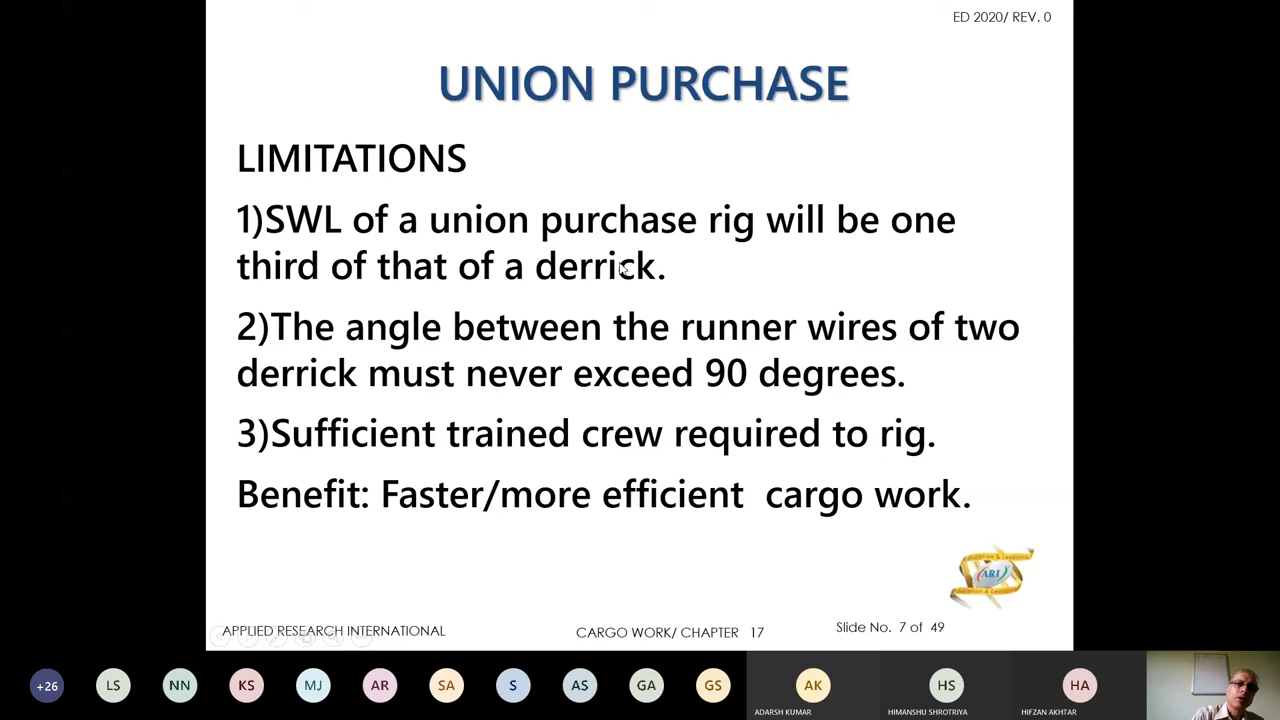 ED 2020/ REV. 0
UNION PURCHASE
LIMITATIONS
1)SWL of a union purchase rig will be one
third of that of a derrick.
2)The angle between the runner wires of two
derrick must never exceed 90 degrees.
3)Sufficient trained crew required to rig.
Benefit: Faster/more efficient  cargo work.
ARI
APPLIED RESEARCH INTERNATIONAL
CARGO WORK/ CHAPTER 17
Slide No. 7 of 49
+26
LS
NN
KS
MJ
AR
SA
S
AS
GA
GS
AK
HS
HA
ADARSH KUMAR
HIMANSHU SHROTRIYA
HIFZAN AKHTAR